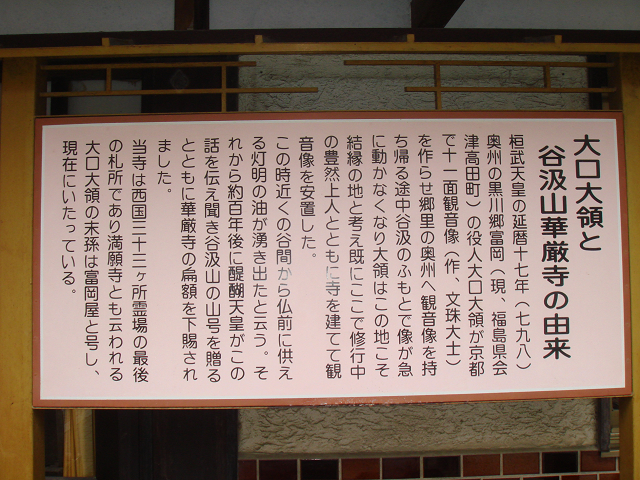 大口大領と
谷汲山華厳寺の由来
桓武天皇の延暦十七年（七九八）
奥州の黒川郷富岡（現、福島県会
津高田町）の役人大口大領が京都
で十一面観音像（作、文珠大士）
を作らせ郷里の奥州へ観音像を持
ち帰る途中谷汲のふもとで像が急
に動かなくなり大領はこの地こそ
結縁の地と考え既にここで修行中
の豊然上人とともに寺を建てて観
音像を安置した。
この時近くの谷間から仏前に供え
る灯明の油が湧き出たと云う。そ
れから約百年後に醍醐天皇がこの
話を伝え聞き谷汲山の山号を贈る
とともに華厳寺の扁額を下賜され
ました。
当寺は西国三十三ヶ所霊場の最後
の札所であり満願寺とも云われる
大口大領の末孫は富岡屋と号し、
現在にいたっている。